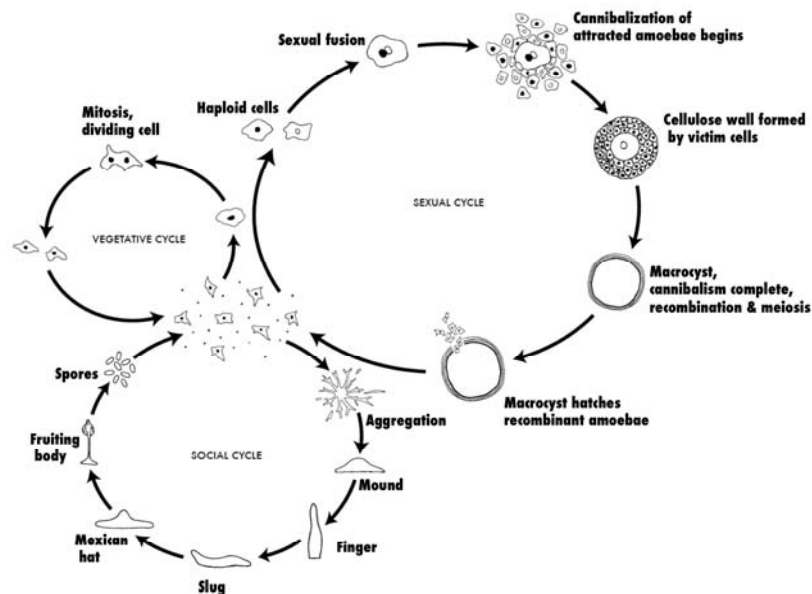 Cannibalization of
attracted amoebae begins
Sexual fusion
Haploid cells
Mitosis,
dividing cell
Cellulose wall formed
by victim cells
SEXUAL CYCLE
VEGETATIVE CYCLE
Macrocyst,
cannibalism complete,
recombination & meiosis
Macrocyst hatches
recombinant amoebae
Spores
Aggregation
Fruiting
body
SOCIAL CYCLE
Mound
Mexican
hat
Finger
Slug